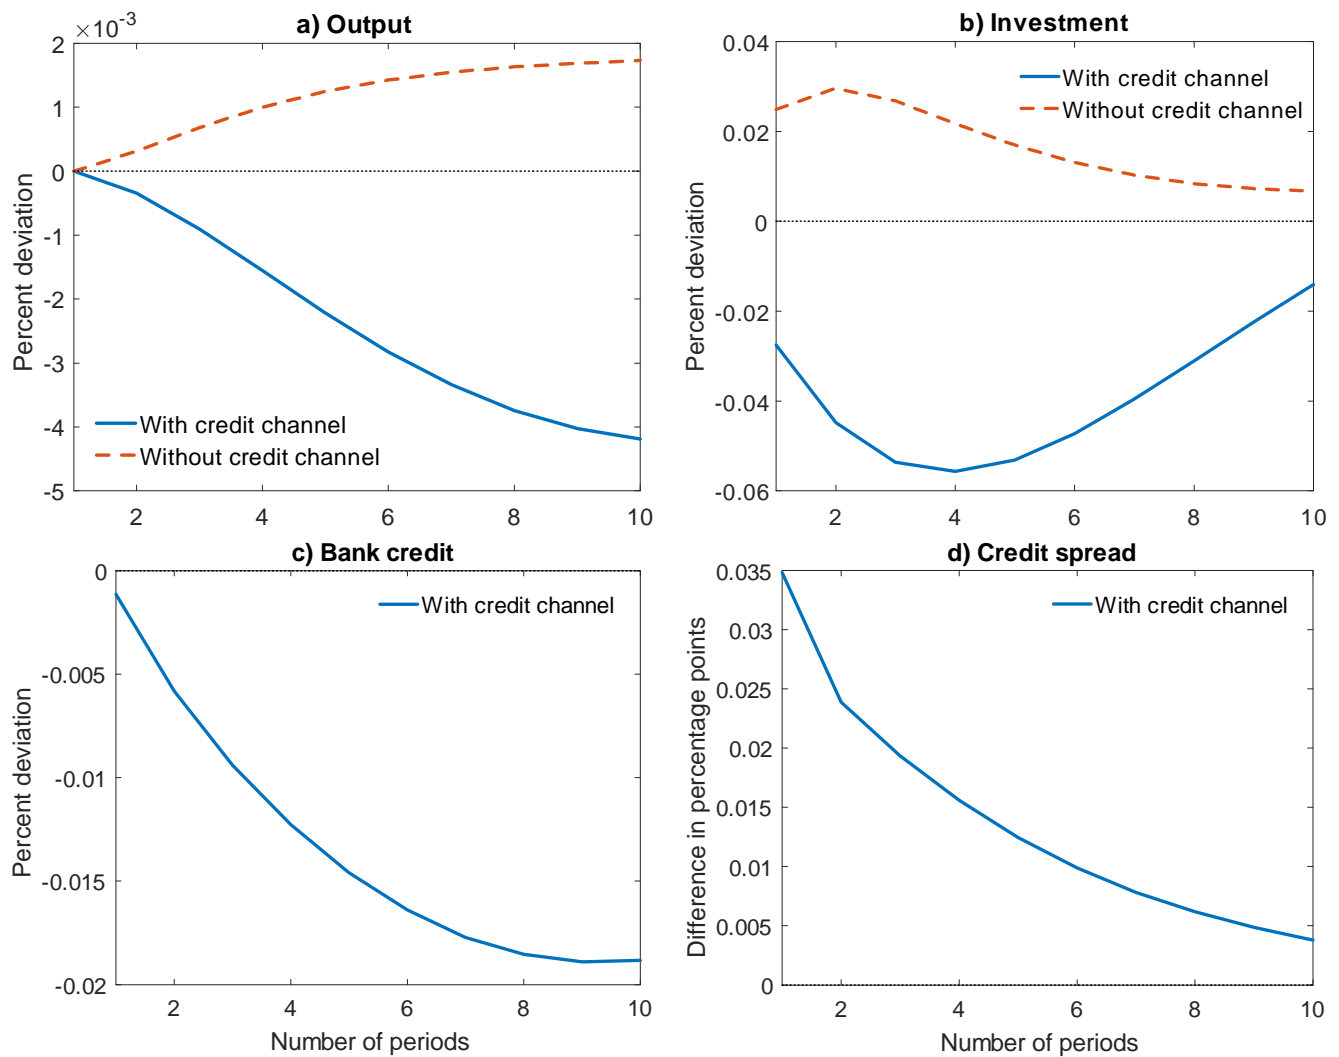 ×10⁻³
a) Output
2
1
0
-1
-2
-3
-4
-5
Percent deviation
With credit channel
Without credit channel
2 4 6 8 10
b) Investment
0.04
0.02
0
-0.02
-0.04
-0.06
Percent deviation
With credit channel
Without credit channel
2 4 6 8 10
c) Bank credit
0
-0.005
-0.01
-0.015
-0.02
Percent deviation
With credit channel
2 4 6 8 10
Number of periods
d) Credit spread
0.035
0.03
0.025
0.02
0.015
0.01
0.005
0
Difference in percentage points
With credit channel
2 4 6 8 10
Number of periods